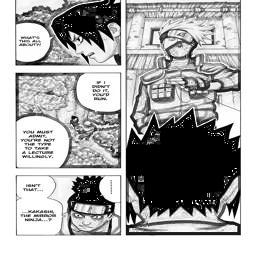 WHAT'S
THIS ALL
ABOUT?
IF I
DIDN'T
DO IT,
YOU'D
RUN.
YOU MUST
ADMIT,
YOU'RE NOT
THE TYPE
TO TAKE
A LECTURE
WILLINGLY.
ISN'T
THAT...
...KAKASHI,
THE MIRROR
NINJA...?